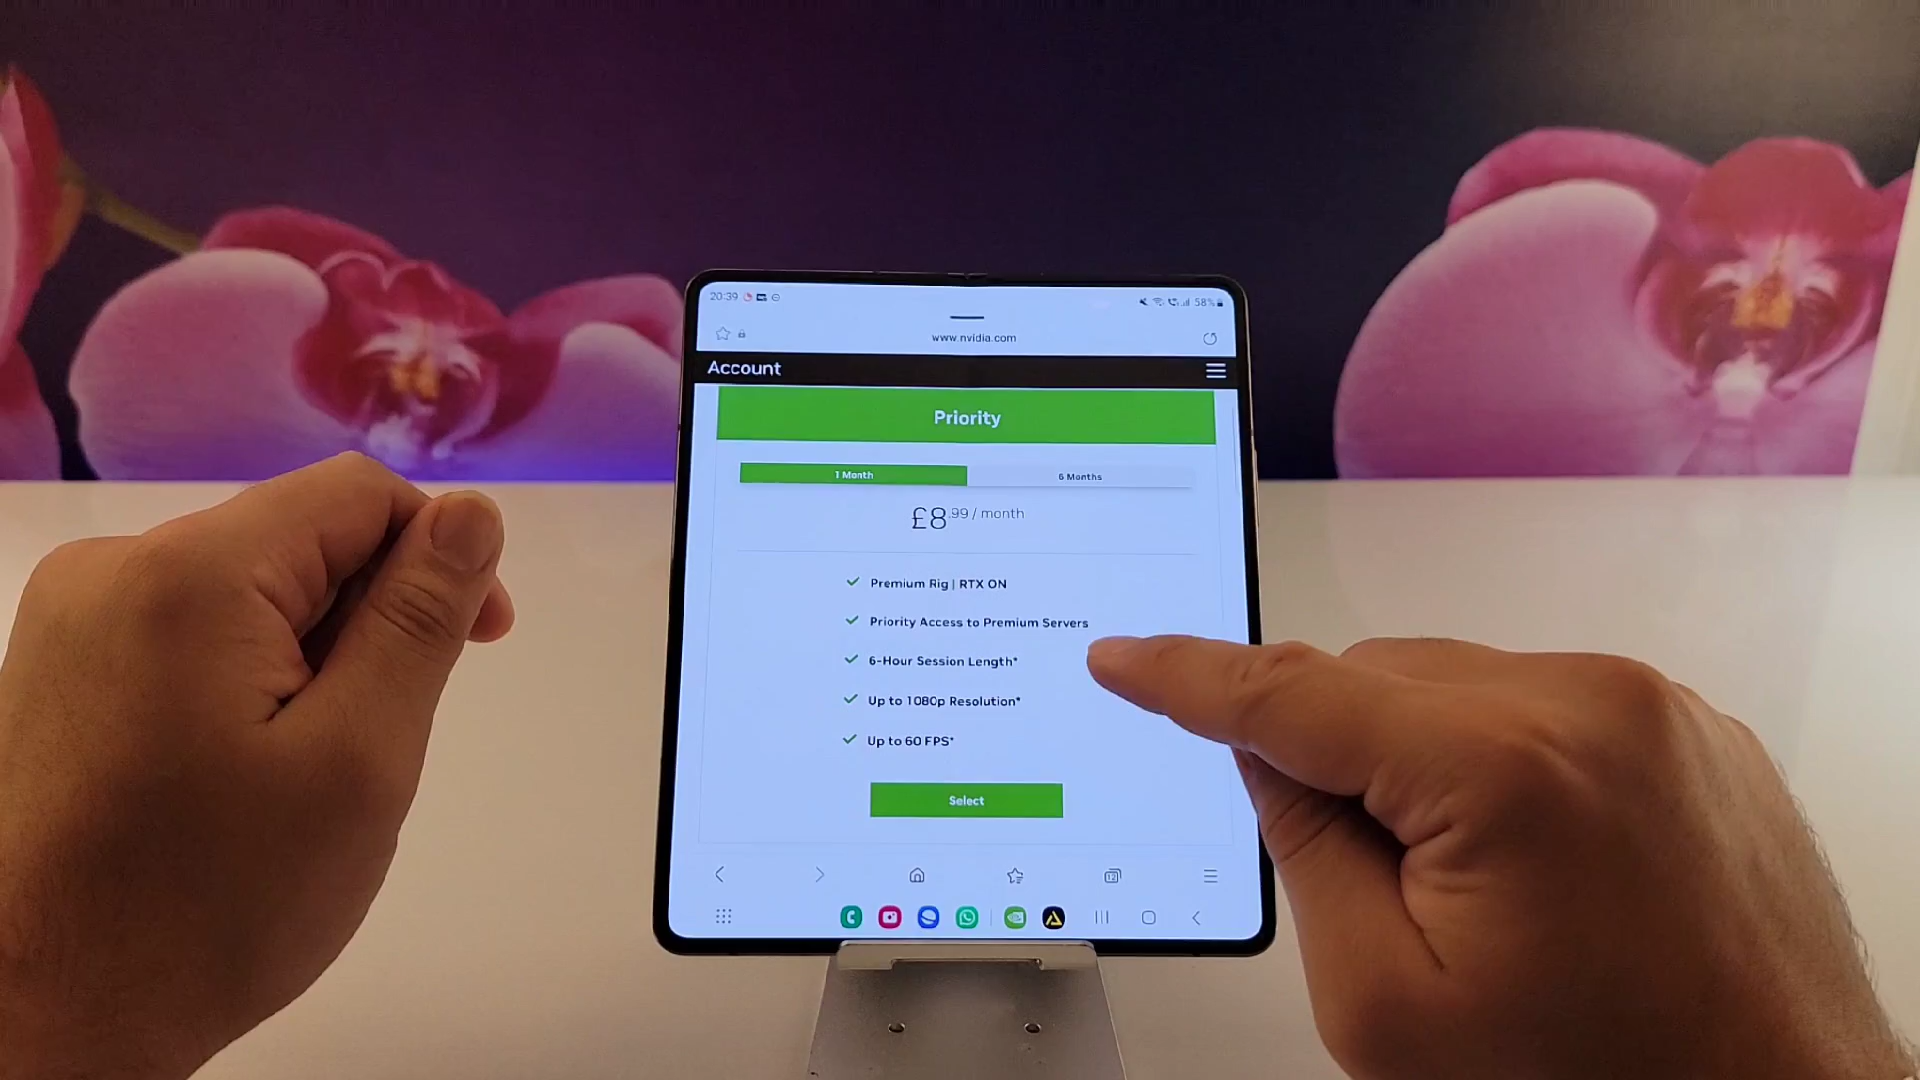 20:39
58%
www.nvidia.com
Account
Priority
1 Month
6 Months
£8.99 / month
Premium Rig | RTX ON
Priority Access to Premium Servers
6-Hour Session Length*
Up to 1080p Resolution*
Up to 60 FPS*
Select
12